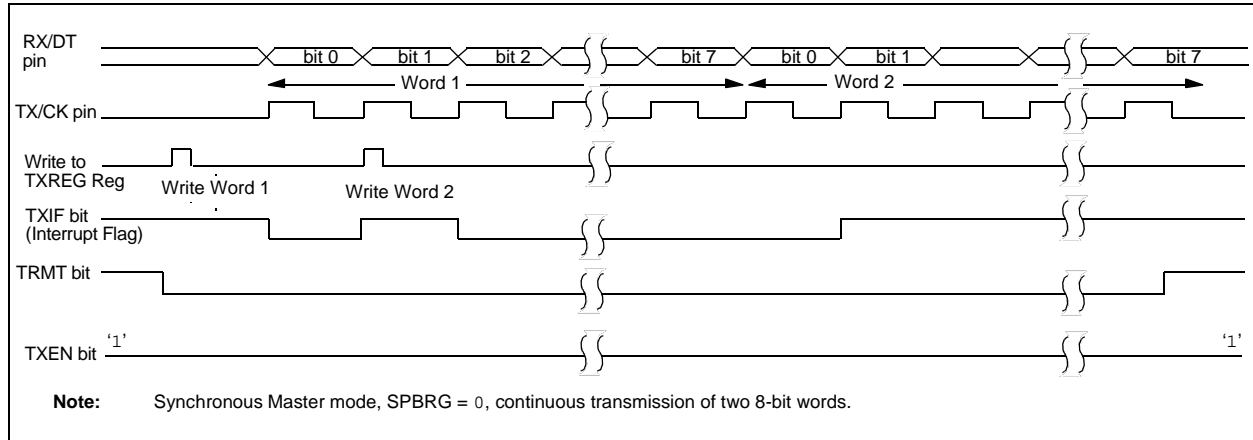 RX/DT
pin
bit 0 bit 1 bit 2 bit 7 bit 0 bit 1 bit 7
Word 1 Word 2
TX/CK pin
Write to
TXREG Reg
Write Word 1 Write Word 2
TXIF bit
(Interrupt Flag)
TRMT bit
TXEN bit '1' '1'
Note: Synchronous Master mode, SPBRG = 0, continuous transmission of two 8-bit words.